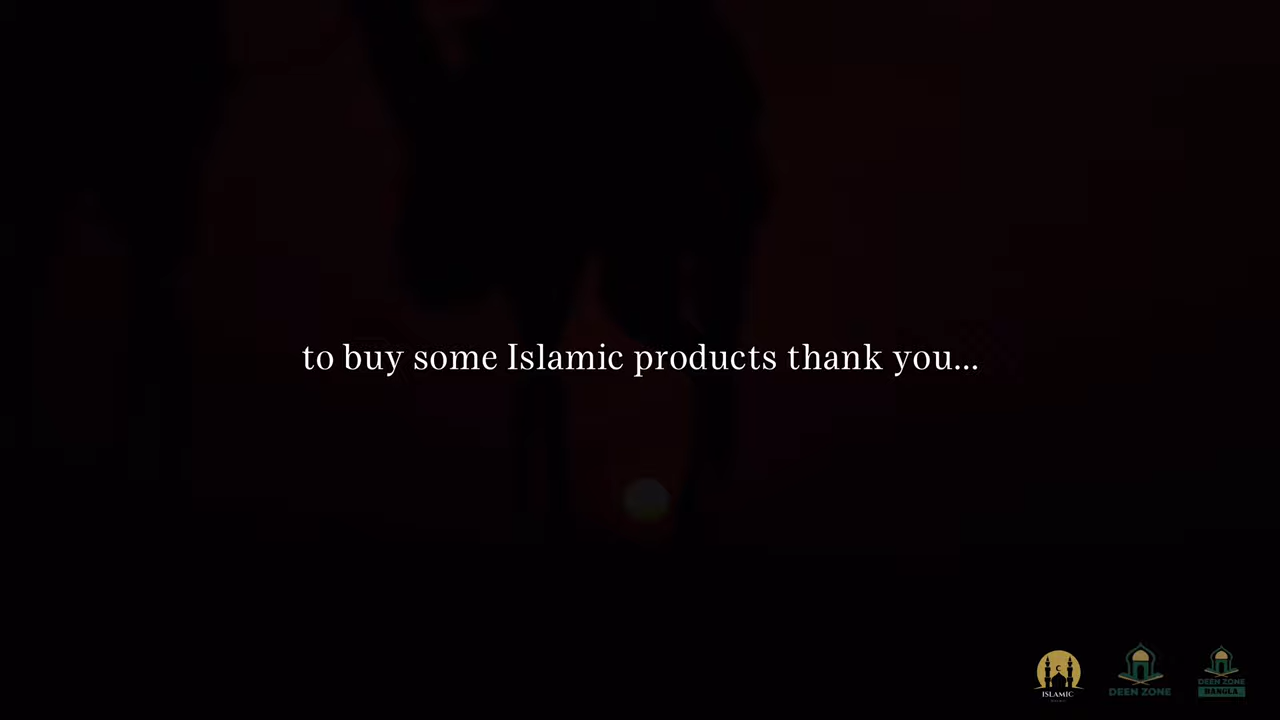 to buy some Islamic products thank you...
ISLAMIC
DEEN ZONE
DEEN ZONE
BANGLA